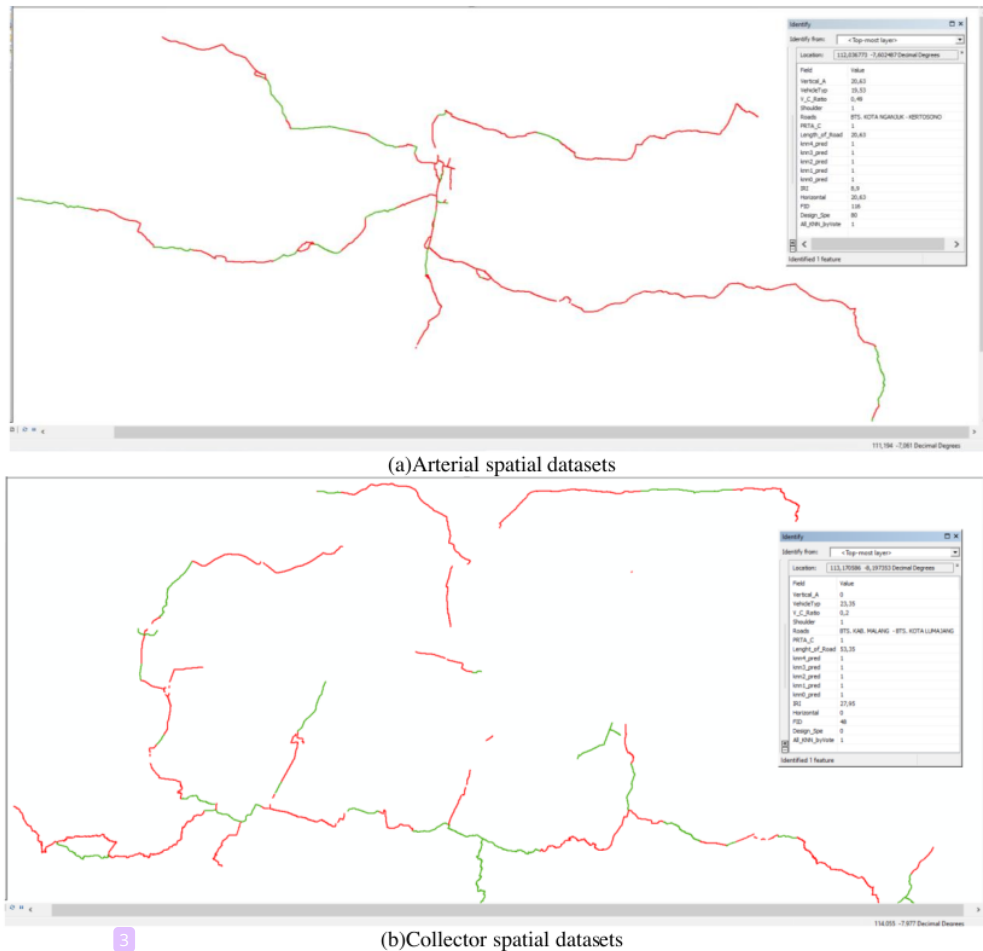 Identify
Identify from: <Top-most layer>
Location: 112,036773 -7,602487 Decimal Degrees
Field Value
Vertical_A 20,63
VehicleTyp 19,53
V_C_Ratio 0,48
Shoulder 1
Roads BTS. KOTA NGANJUK - KERTOSONO
PRTA_C 1
Length_of_Road 20,63
knn4_pred 1
knn3_pred 1
knn2_pred 1
knn1_pred 1
knn0_pred 1
IRI 8,9
Horizontal 20,63
FID 116
Design_Spe 80
All_KNN_byVote 1
Identified 1 feature
111,194 -7,061 Decimal Degrees
(a)Arterial spatial datasets
Identify
Identify from: <Top-most layer>
Location: 113,170586 -8,197353 Decimal Degrees
Field Value
Vertical_A 0
VehicleTyp 23,35
V_C_Ratio 0,2
Shoulder 1
Roads BTS. KAB. MALANG - BTS. KOTA LUMAJANG
PRTA_C 1
Lenght_of_Road 53,35
knn4_pred 1
knn3_pred 1
knn2_pred 1
knn1_pred 1
knn0_pred 1
IRI 27,95
Horizontal 0
FID 48
Design_Spe 0
All_KNN_byVote 1
Identified 1 feature
114,055 -7,977 Decimal Degrees
3
(b)Collector spatial datasets